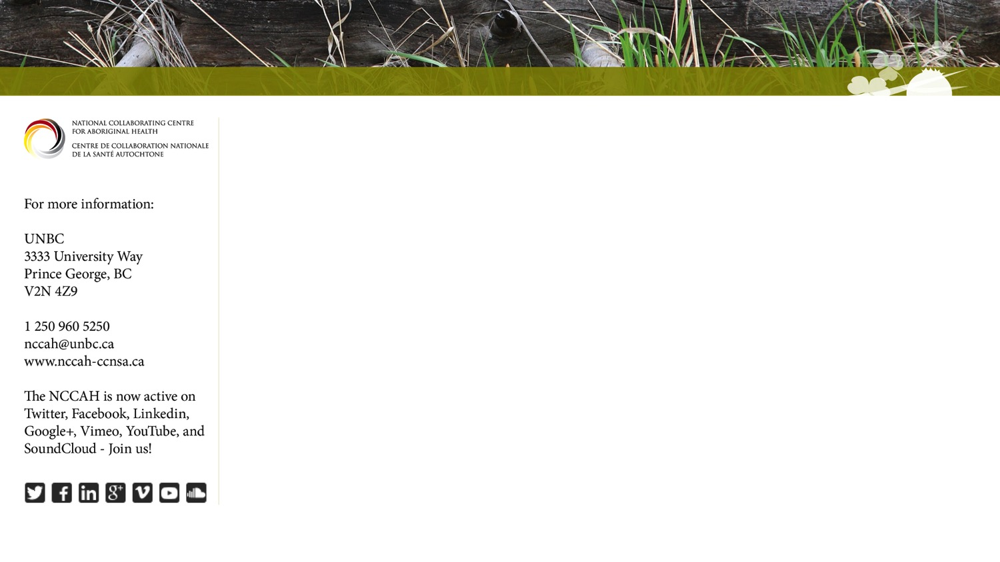 NATIONAL COLLABORATING CENTRE
FOR ABORIGINAL HEALTH
CENTRE DE COLLABORATION NATIONALE
DE LA SANTÉ AUTOCHTONE
For more information:
UNBC
3333 University Way
Prince George, BC
V2N 4Z9
1 250 960 5250
nccah@unbc.ca
www.nccah-ccnsa.ca
The NCCAH is now active on
Twitter, Facebook, Linkedin,
Google+, Vimeo, YouTube, and
SoundCloud - Join us!